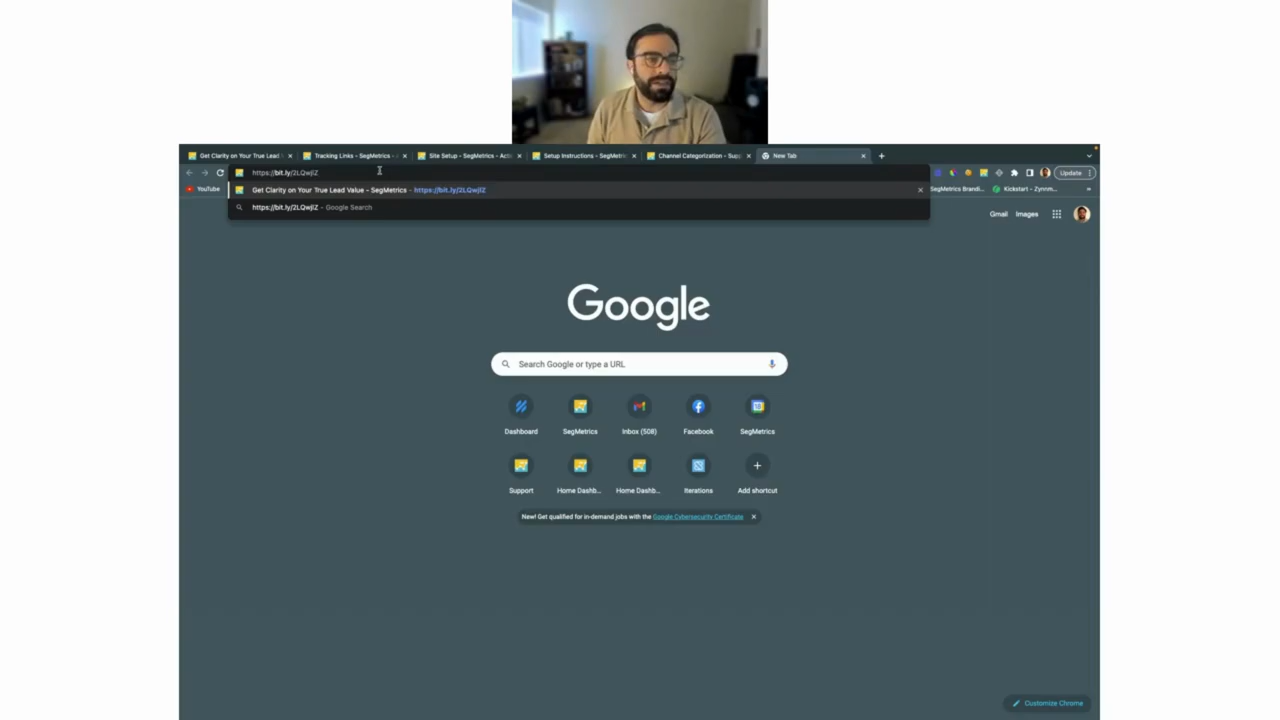 Get Clarity on Your True Lead
Tracking Links - SegMetrics -
Site Setup - SegMetrics - Acti
Setup Instructions - SegMetric
Channel Categorization - Supp
New Tab
https://bit.ly/2LQwjlZ
Update
Get Clarity on Your True Lead Value - SegMetrics - https://bit.ly/2LQwjlZ
https://bit.ly/2LQwjlZ - Google Search
YouTube
SegMetrics Brandi...
Kickstart - Zynnm...
Gmail
Images
Google
Search Google or type a URL
Dashboard
SegMetrics
Inbox (508)
Facebook
SegMetrics
Support
Home Dashb...
Home Dashb...
Iterations
Add shortcut
New! Get qualified for in-demand jobs with the Google Cybersecurity Certificate
Customize Chrome